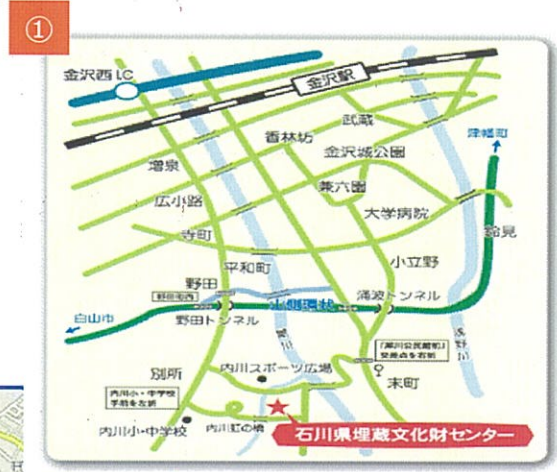 ①
金沢西I.C
金沢駅
武蔵
香林坊
津幡町
金沢城公園
増泉
兼六園
広小路
大学病院
寺町
鈴見
平和町
小立野
野田
野田町西
山側環状
涌波トンネル
白山市
野田トンネル
浅野川
「犀川公民館前」
交差点を右折
別所
内川スポーツ広場
末町
内川小・中学校
手前を左折
内川小・中学校
内川虹の橋
石川県埋蔵文化財センター